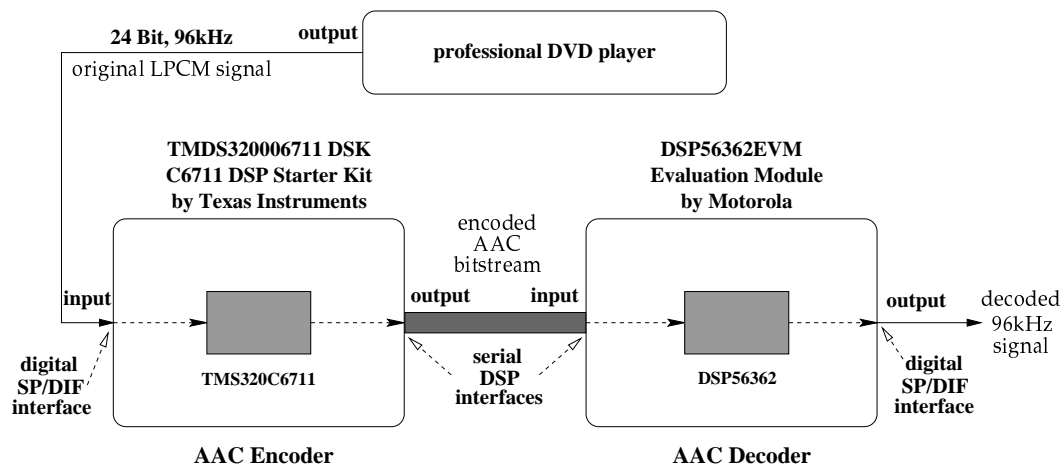 24 Bit, 96kHz
output
original LPCM signal
professional DVD player
TMDS320006711 DSK
C6711 DSP Starter Kit
by Texas Instruments
DSP56362EVM
Evaluation Module
by Motorola
encoded
AAC
bitstream
input
output
input
output
decoded
96kHz
signal
digital
SP/DIF
interface
TMS320C6711
serial
DSP
interfaces
DSP56362
digital
SP/DIF
interface
AAC Encoder
AAC Decoder